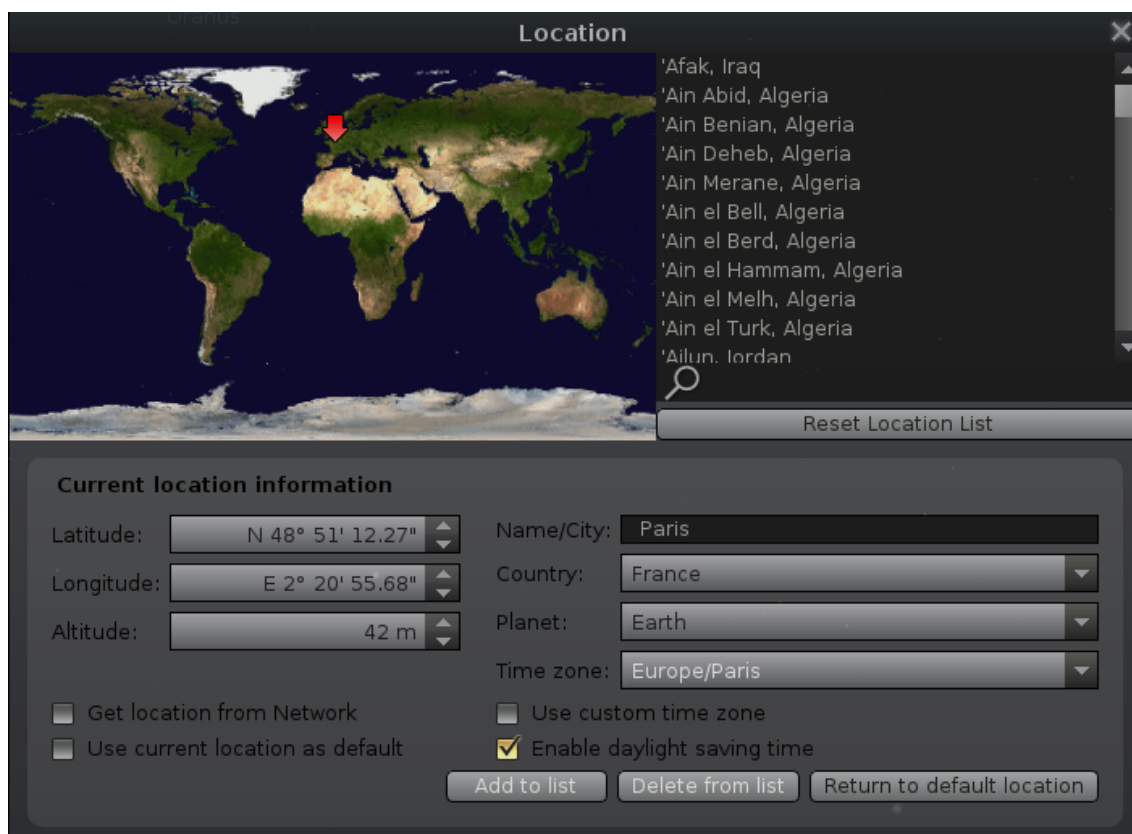 Uranus
Location
'Afak, Iraq
'Ain Abid, Algeria
'Ain Benian, Algeria
'Ain Deheb, Algeria
'Ain Merane, Algeria
'Ain el Bell, Algeria
'Ain el Berd, Algeria
'Ain el Hammam, Algeria
'Ain el Melh, Algeria
'Ain el Turk, Algeria
'Ailun, Jordan
Reset Location List
Current location information
Latitude: N 48° 51' 12.27"
Longitude: E 2° 20' 55.68"
Altitude: 42 m
Name/City: Paris
Country: France
Planet: Earth
Time zone: Europe/Paris
Get location from Network
Use current location as default
Use custom time zone
Enable daylight saving time
Add to list
Delete from list
Return to default location